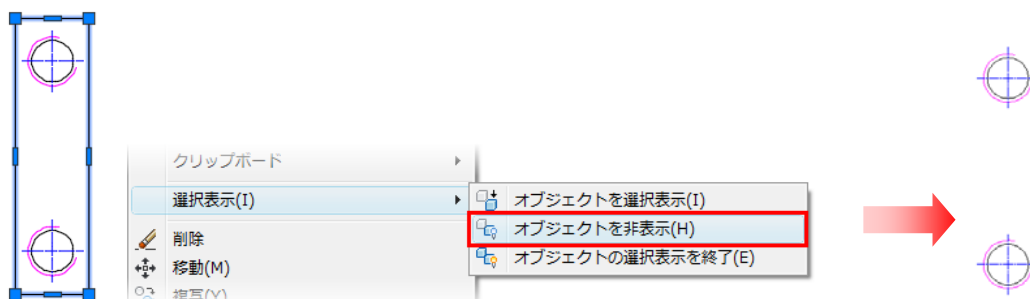 クリップボード
選択表示(I)
オブジェクトを選択表示(I)
オブジェクトを非表示(H)
オブジェクトの選択表示を終了(E)
削除
移動(M)
複写(Y)